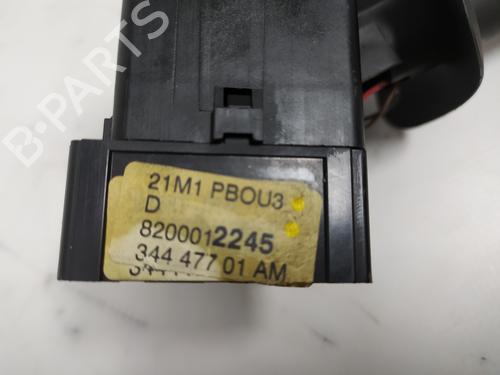 B-PARTS
21M1 PBOU3
D
8200012245
344 477 01 AM